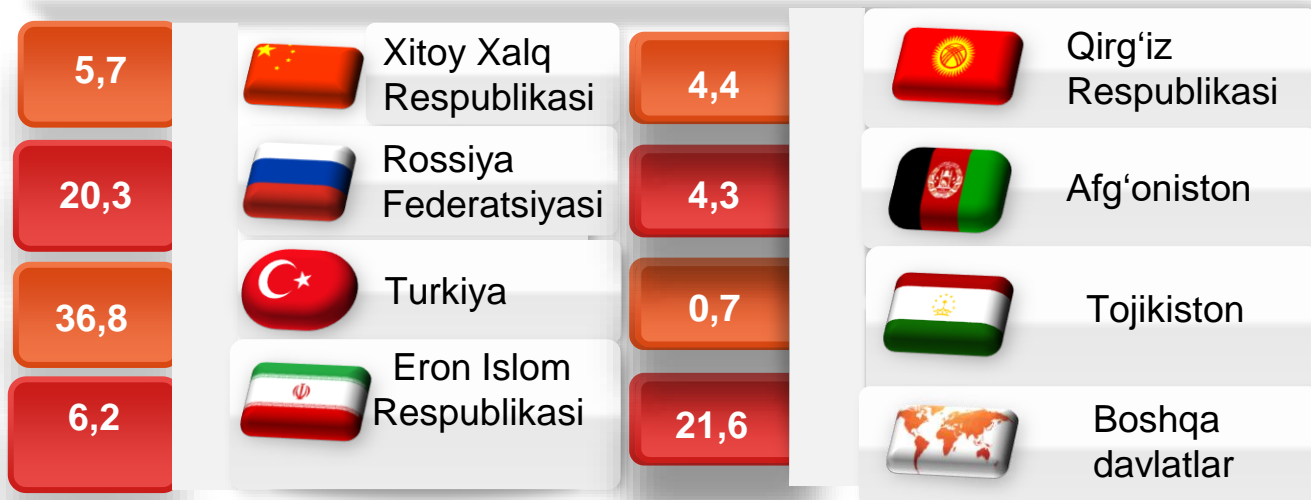 5,7
Xitoy Xalq
Respublikasi
20,3
Rossiya
Federatsiyasi
36,8
Turkiya
6,2
Eron Islom
Respublikasi
4,4
Qirg‘iz
Respublikasi
4,3
Afg‘oniston
0,7
Tojikiston
21,6
Boshqa
davlatlar